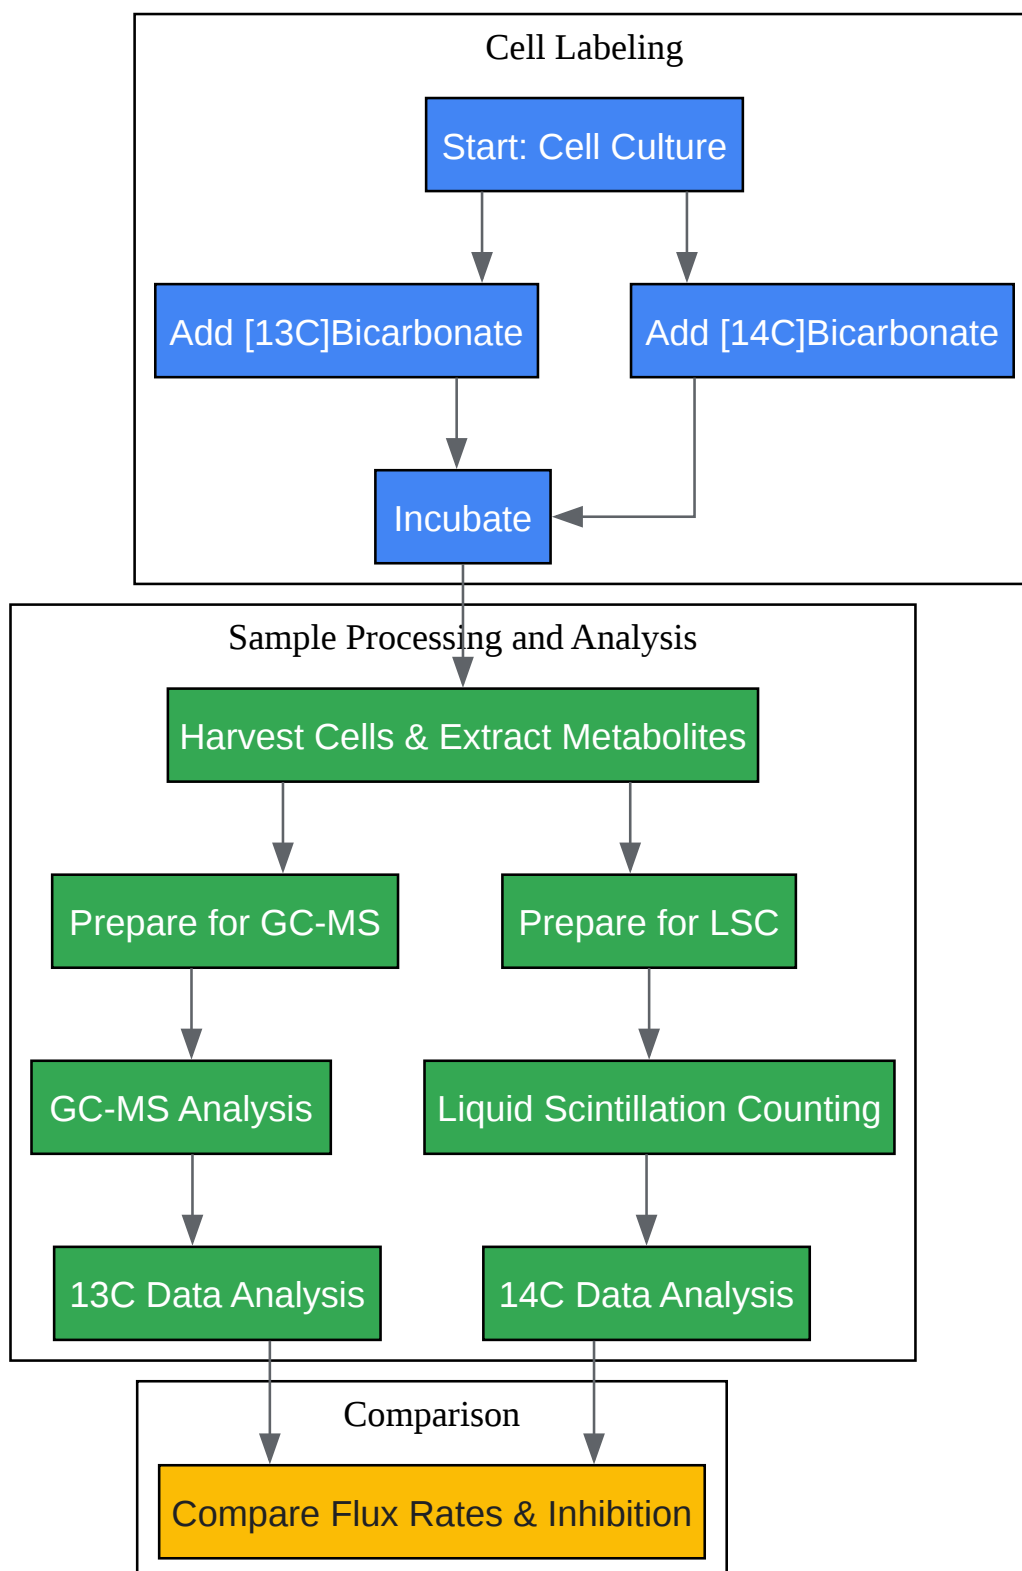 Cell Labeling
Start: Cell Culture
Add [13C]Bicarbonate
Add [14C]Bicarbonate
Incubate
Sample Processing and Analysis
Harvest Cells & Extract Metabolites
Prepare for GC-MS
Prepare for LSC
GC-MS Analysis
Liquid Scintillation Counting
13C Data Analysis
14C Data Analysis
Comparison
Compare Flux Rates & Inhibition